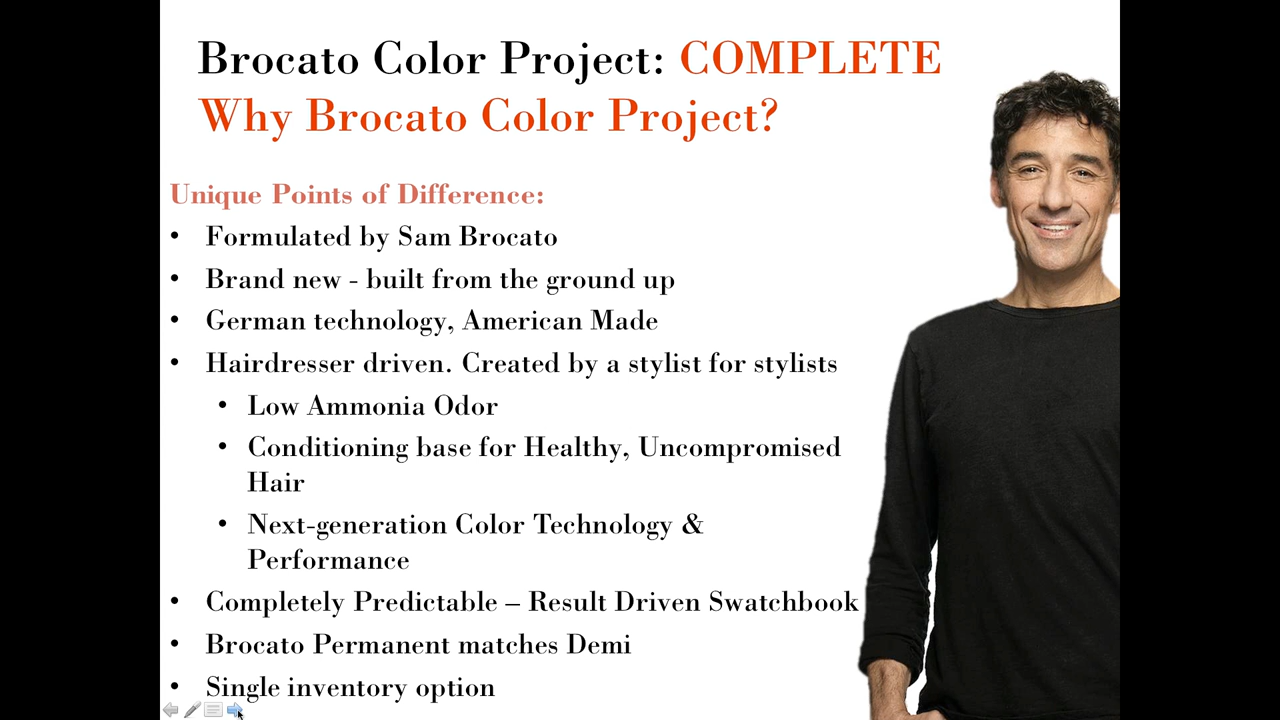 Brocato Color Project: COMPLETE
Why Brocato Color Project?
Unique Points of Difference:
• Formulated by Sam Brocato
• Brand new - built from the ground up
• German technology, American Made
• Hairdresser driven. Created by a stylist for stylists
• Low Ammonia Odor
• Conditioning base for Healthy, Uncompromised
Hair
• Next-generation Color Technology &
Performance
• Completely Predictable – Result Driven Swatchbook
• Brocato Permanent matches Demi
• Single inventory option